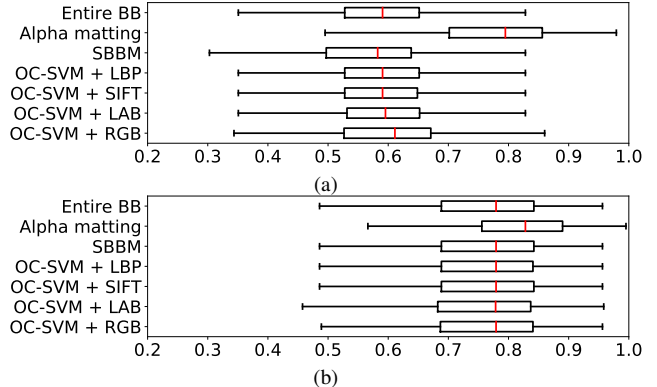 Entire BB
Alpha matting
SBBM
OC-SVM + LBP
OC-SVM + SIFT
OC-SVM + LAB
OC-SVM + RGB
0.2 0.3 0.4 0.5 0.6 0.7 0.8 0.9 1.0
(a)
Entire BB
Alpha matting
SBBM
OC-SVM + LBP
OC-SVM + SIFT
OC-SVM + LAB
OC-SVM + RGB
0.2 0.3 0.4 0.5 0.6 0.7 0.8 0.9 1.0
(b)